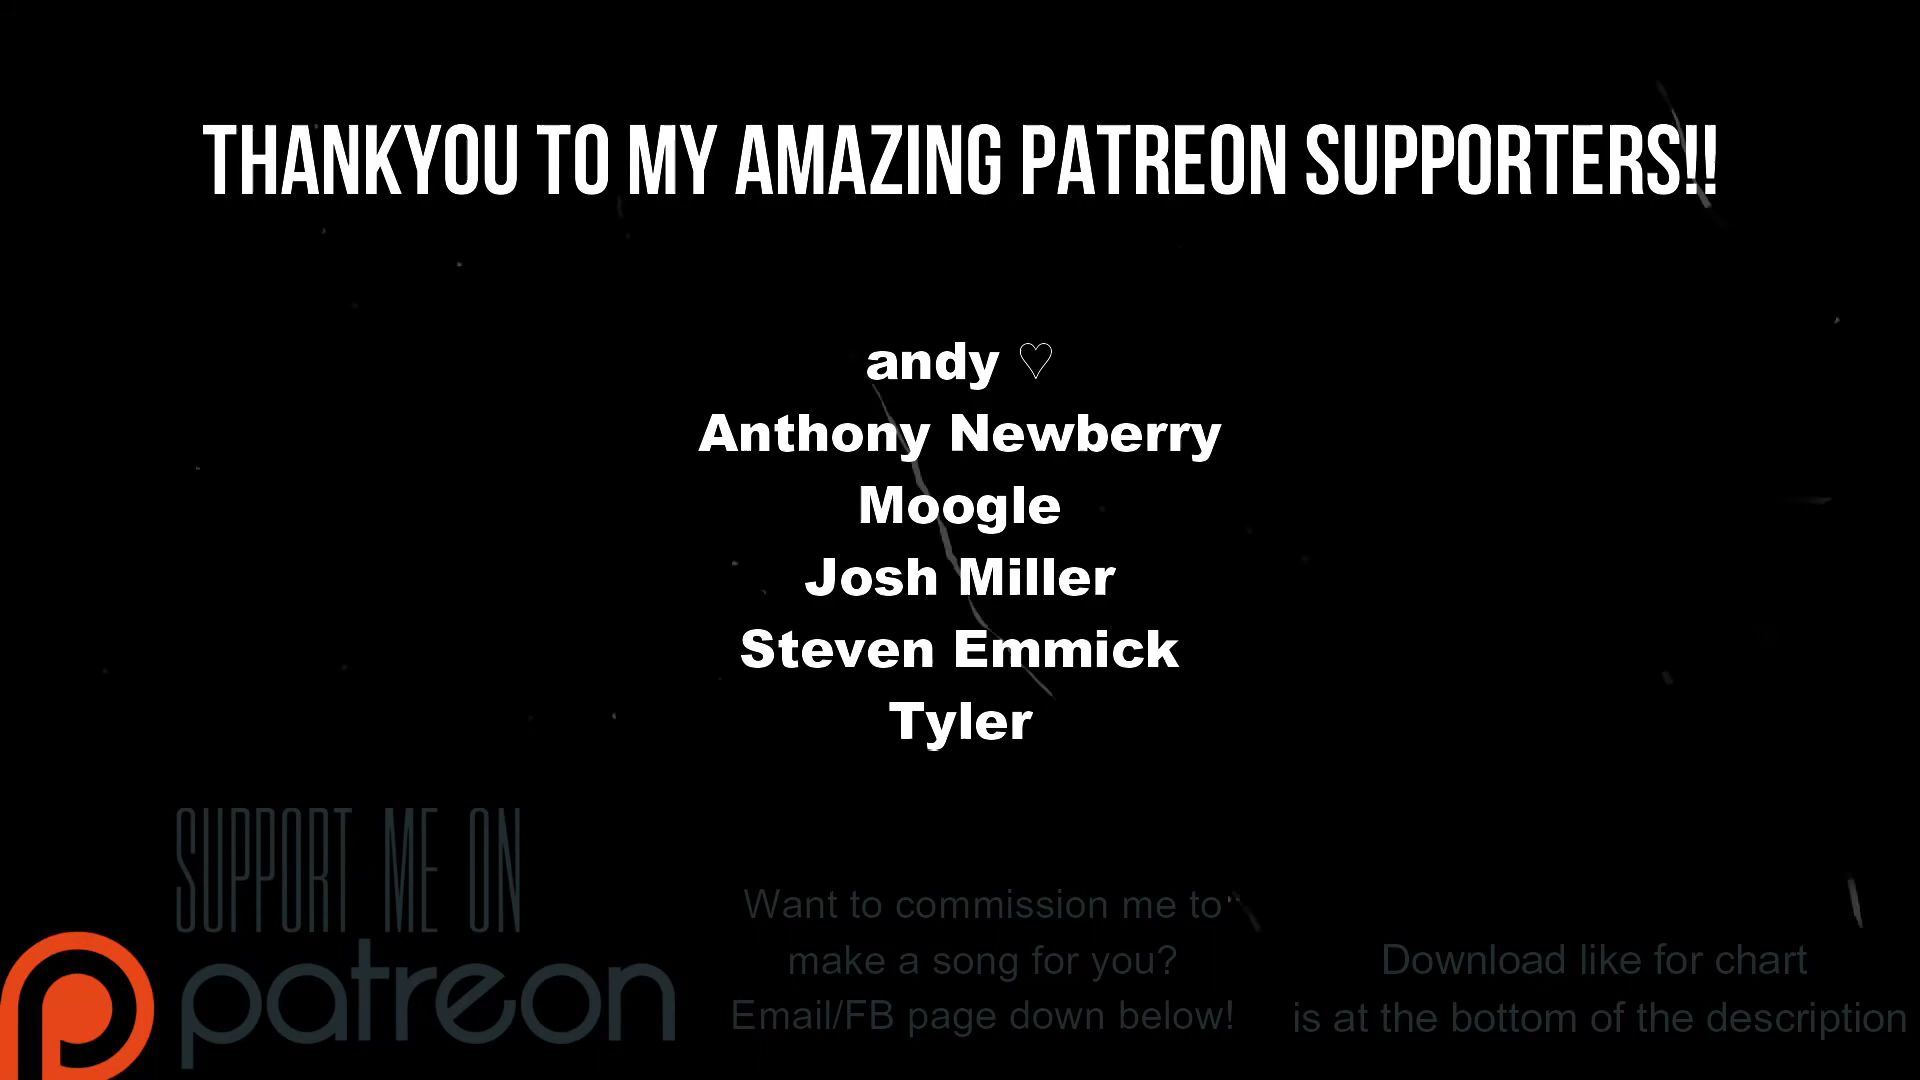 THANKYOU TO MY AMAZING PATREON SUPPORTERS!!
andy ♡
Anthony Newberry
Moogle
Josh Miller
Steven Emmick
Tyler
SUPPORT ME ON
patreon
Want to commission me to
make a song for you?
Email/FB page down below!
Download like for chart
is at the bottom of the description